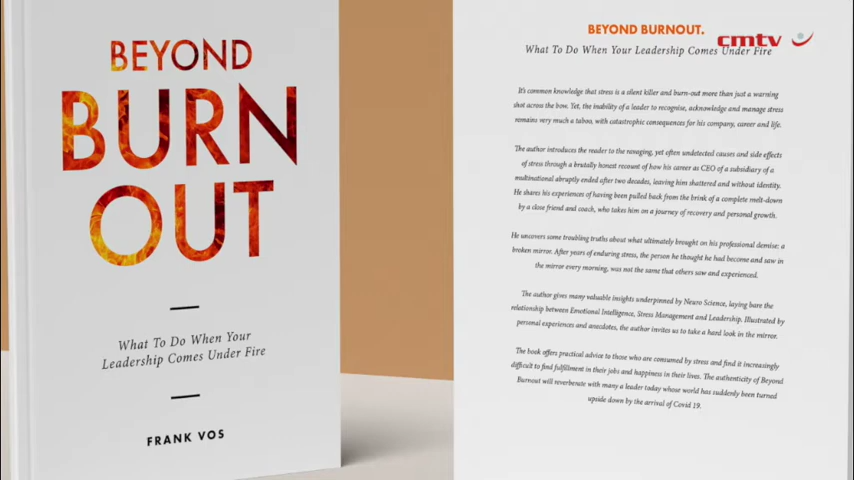 BEYOND
BURN
OUT
What To Do When Your
Leadership Comes Under Fire
FRANK VOS
BEYOND BURNOUT.
cmtv
What To Do When Your Leadership Comes Under Fire
It's common knowledge that stress is a silent killer and burn-out more than just a warning
shot across the bow. Yet, the inability of a leader to recognise, acknowledge and manage stress
remains very much a taboo, with catastrophic consequences for his company, career and life.
The author introduces the reader to the ravaging, yet often undetected causes and side effects
of stress through a brutally honest recount of how his career as CEO of a subsidiary of a
multinational abruptly ended after two decades, leaving him shattered and without identity.
He shares his experiences of having been pulled back from the brink of a complete melt-down
by a close friend and coach, who takes him on a journey of recovery and personal growth.
He uncovers some troubling truths about what ultimately brought on his professional demise: a
broken mirror. After years of enduring stress, the person he thought he had become and saw in
the mirror every morning, was not the same that others saw and experienced.
The author gives many valuable insights underpinned by Neuro Science, laying bare the
relationship between Emotional Intelligence, Stress Management and Leadership. Illustrated by
personal experiences and anecdotes, the author invites us to take a hard look in the mirror.
The book offers practical advice to those who are consumed by stress and find it increasingly
difficult to find fulfillment in their jobs and happiness in their lives. The authenticity of Beyond
Burnout will reverberate with many a leader today whose world has suddenly been turned
upside down by the arrival of Covid 19.